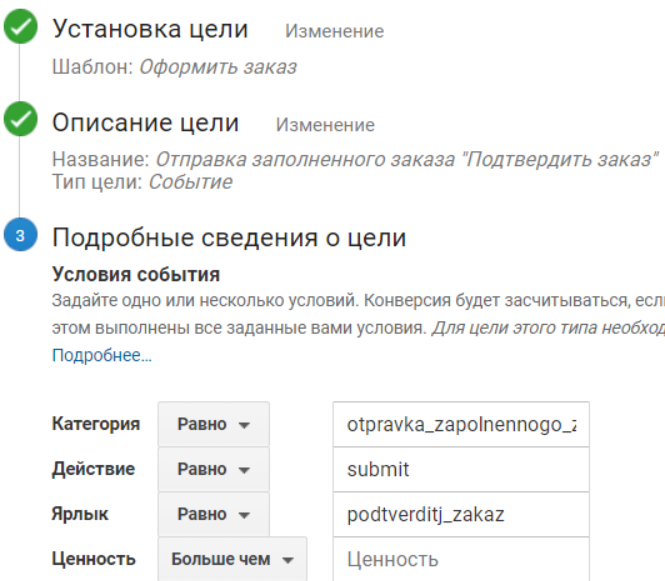 Установка цели Изменение
Шаблон: Оформить заказ
Описание цели Изменение
Название: Отправка заполненного заказа "Подтвердить заказ"
Тип цели: Событие
3 Подробные сведения о цели
Условия события
Задайте одно или несколько условий. Конверсия будет засчитываться, если
этом выполнены все заданные вами условия. Для цели этого типа
Подробнее...
Категория Равно otpravka_zapolnennogo_z
Действие Равно submit
Ярлык Равно podtverditj_zakaz
Ценность Больше чем Ценность